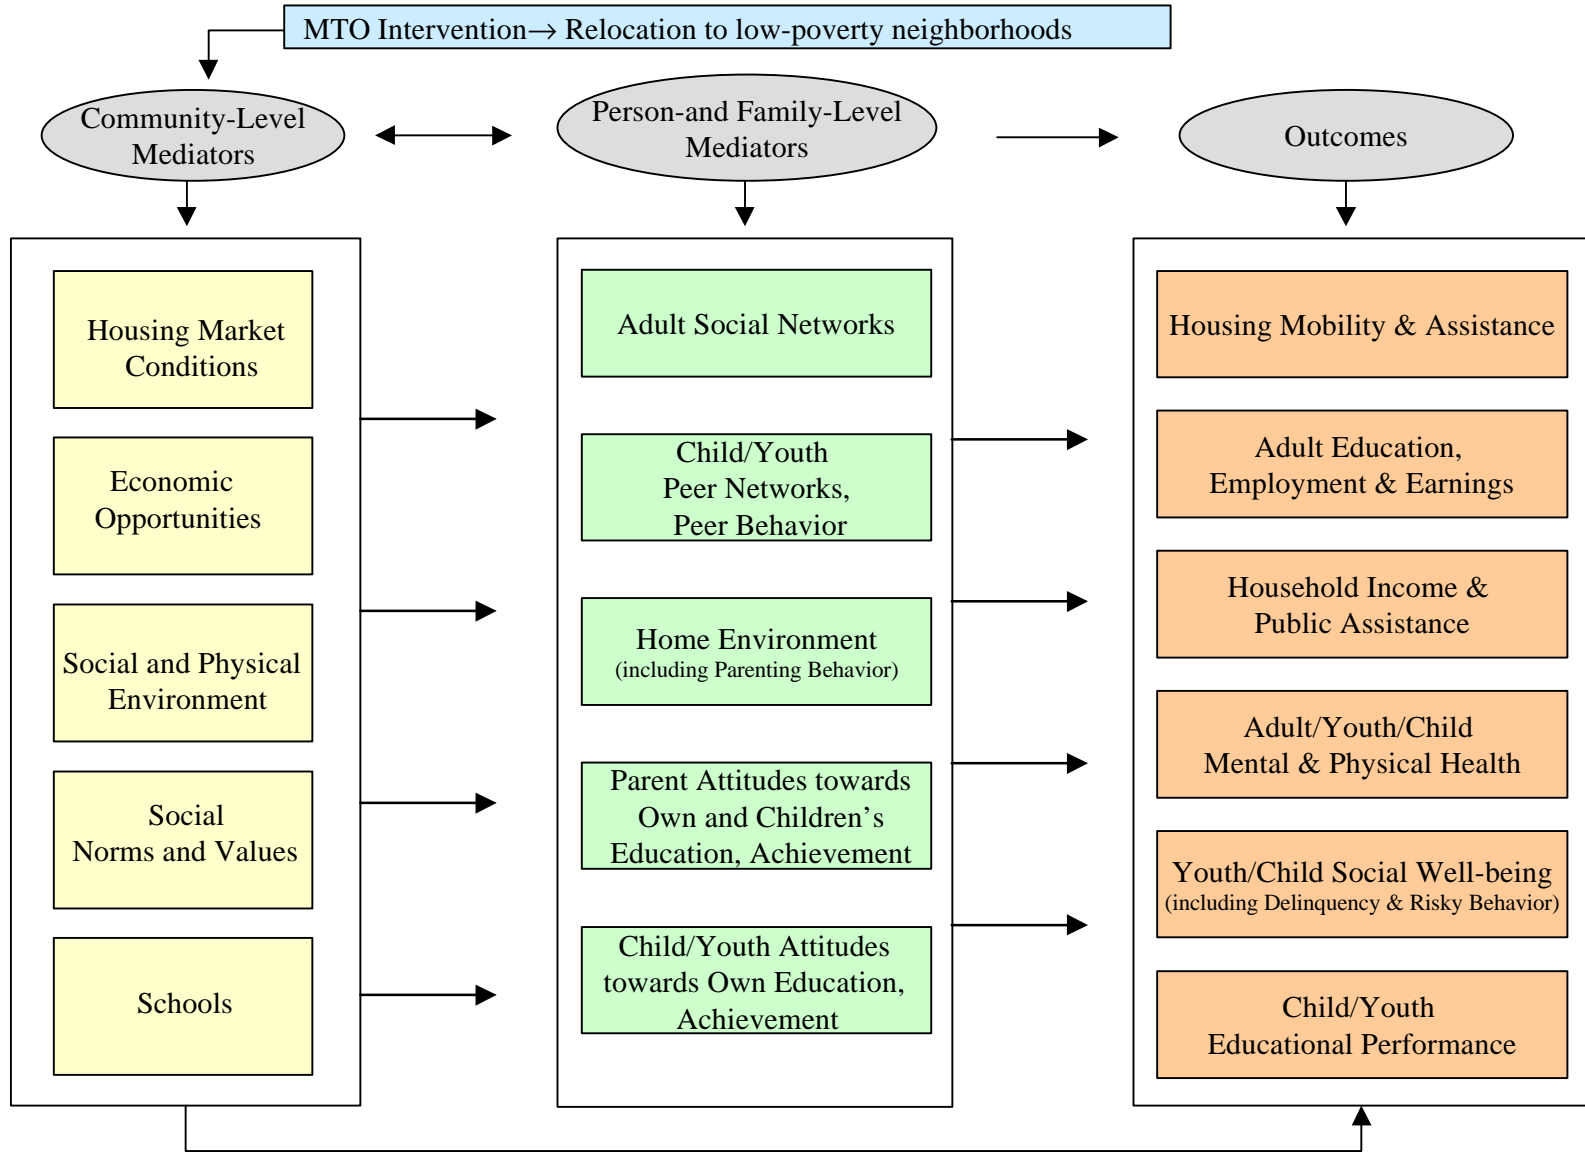 MTO Intervention→ Relocation to low-poverty neighborhoods
Community-Level
Mediators
Person-and Family-Level
Mediators
Outcomes
Housing Market
Conditions
Economic
Opportunities
Social and Physical
Environment
Social
Norms and Values
Schools
Adult Social Networks
Child/Youth
Peer Networks,
Peer Behavior
Home Environment
(including Parenting Behavior)
Parent Attitudes towards
Own and Children’s
Education, Achievement
Child/Youth Attitudes
towards Own Education,
Achievement
Housing Mobility & Assistance
Adult Education,
Employment & Earnings
Household Income &
Public Assistance
Adult/Youth/Child
Mental & Physical Health
Youth/Child Social Well-being
(including Delinquency & Risky Behavior)
Child/Youth
Educational Performance